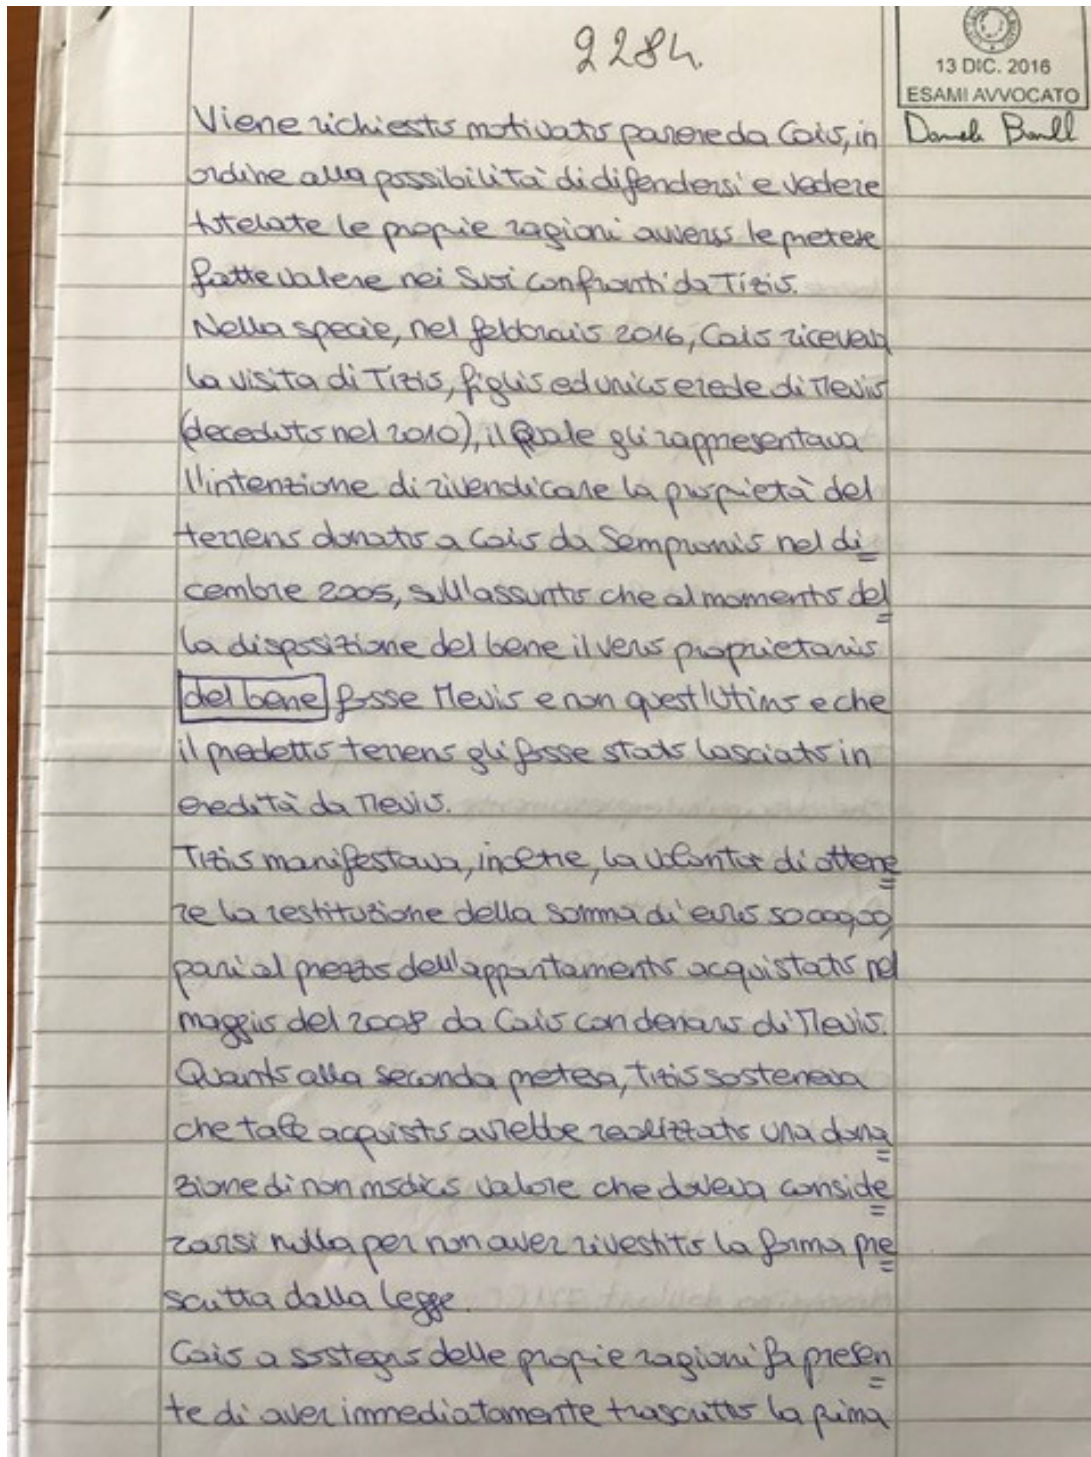 9284.
13 DIC. 2016
ESAMI AVVOCATO
Viene richiesto motivato parere da Caio, in
ordine alla possibilità di difendersi e vedere
tutelate le proprie ragioni avverso le pretese
fatte valere nei suoi confronti da Tizio.
Nella specie, nel febbraio 2016, Caio riceveva
la visita di Tizio, figlio ed unico erede di Mevio
(deceduto nel 2010), il quale gli rappresentava
l'intenzione di rivendicare la proprietà del
terreno donato a Caio da Sempronio nel di=
cembre 2005, sull'assunto che al momento del=
la disposizione del bene il vero proprietario
del bene fosse Mevio e non quest'ultimo e che
il predetto terreno gli fosse stato lasciato in
eredità da Mevio.
Tizio manifestava, inoltre, la volontà di ottene=
re la restituzione della somma di euro 50000,00,
pari al prezzo dell'appartamento acquistato nel
maggio del 2008 da Caio con denaro di Mevio.
Quanto alla seconda pretesa, Tizio sosteneva
che tale acquisto avrebbe realizzato una dona=
zione di non modico valore che doveva conside=
rarsi nulla per non aver rivestito la forma pre=
scritta dalla legge.
Caio a sostegno delle proprie ragioni fa presen=
te di aver immediatamente trascritto la prima